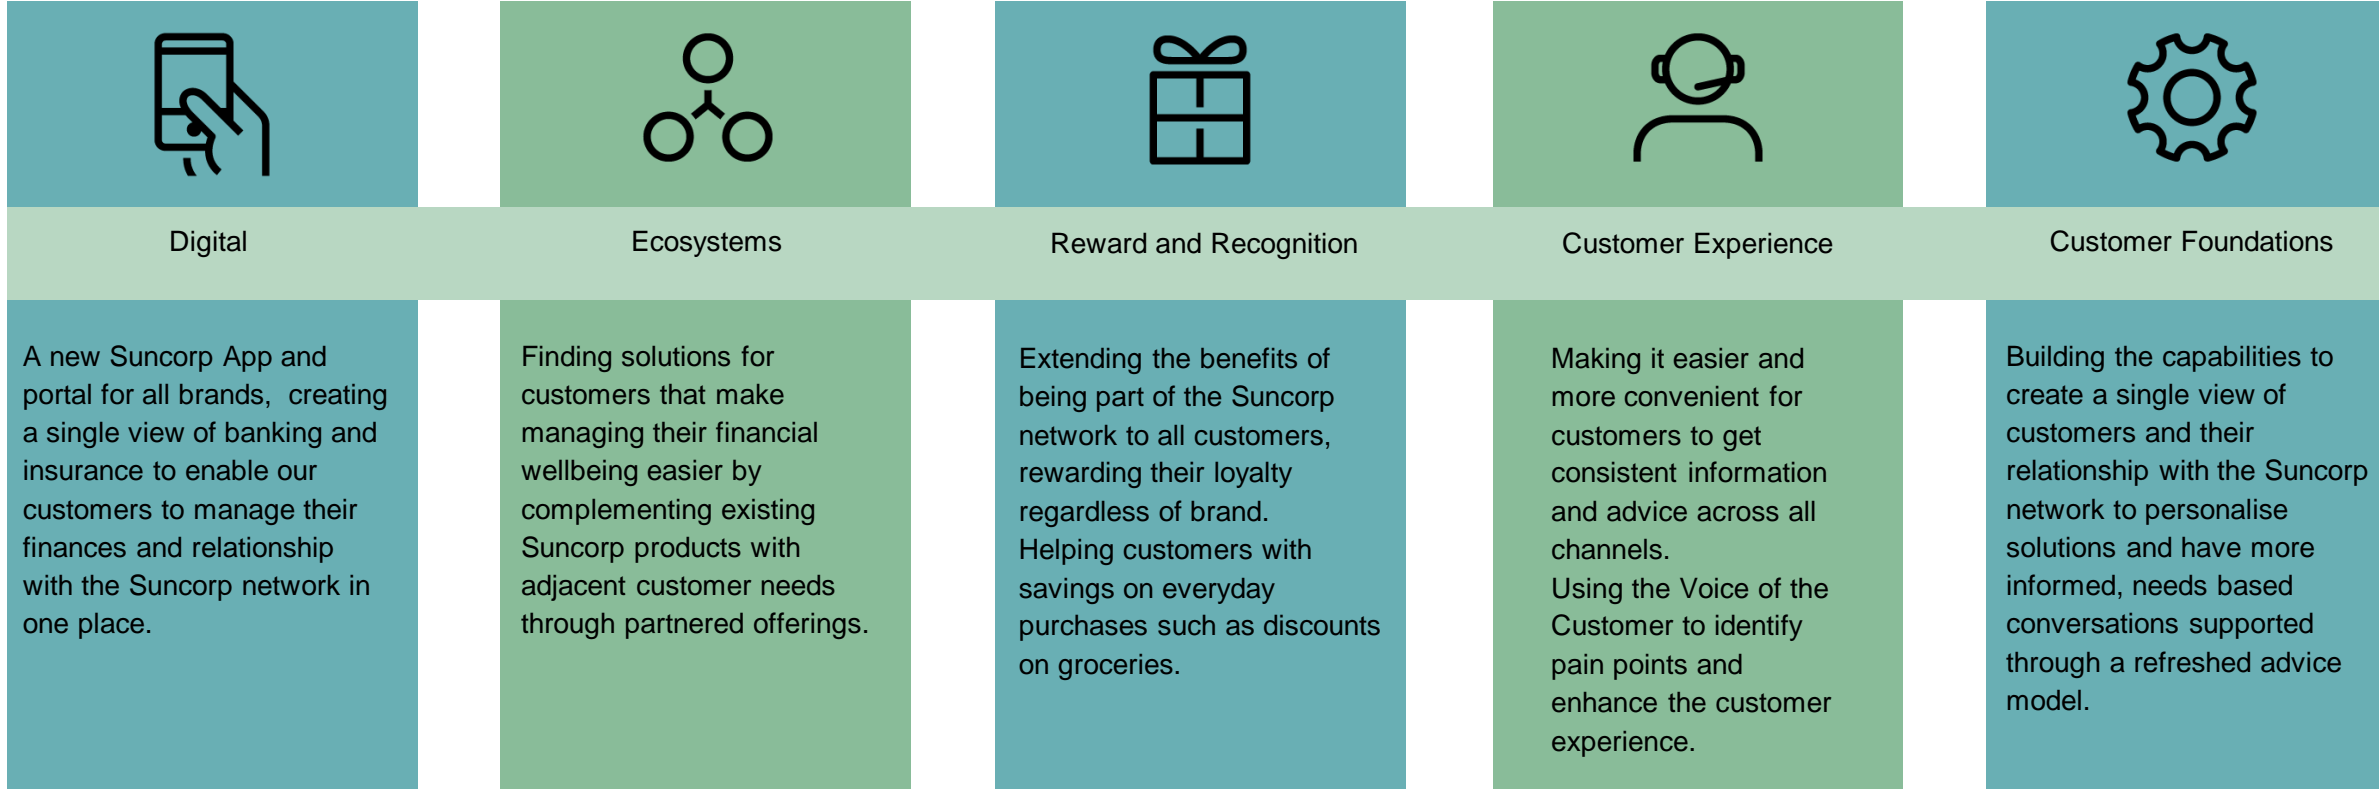 Digital
Ecosystems
Reward and Recognition
Customer Experience
Customer Foundations
A new Suncorp App and
portal for all brands,  creating
a single view of banking and
insurance to enable our
customers to manage their
finances and relationship
with the Suncorp network in
one place.
Finding solutions for
customers that make
managing their financial
wellbeing easier by
complementing existing
Suncorp products with
adjacent customer needs
through partnered offerings.
Extending the benefits of
being part of the Suncorp
network to all customers,
rewarding their loyalty
regardless of brand.
Helping customers with
savings on everyday
purchases such as discounts
on groceries.
Making it easier and
more convenient for
customers to get
consistent information
and advice across all
channels.
Using the Voice of the
Customer to identify
pain points and
enhance the customer
experience.
Building the capabilities to
create a single view of
customers and their
relationship with the Suncorp
network to personalise
solutions and have more
informed, needs based
conversations supported
through a refreshed advice
model.